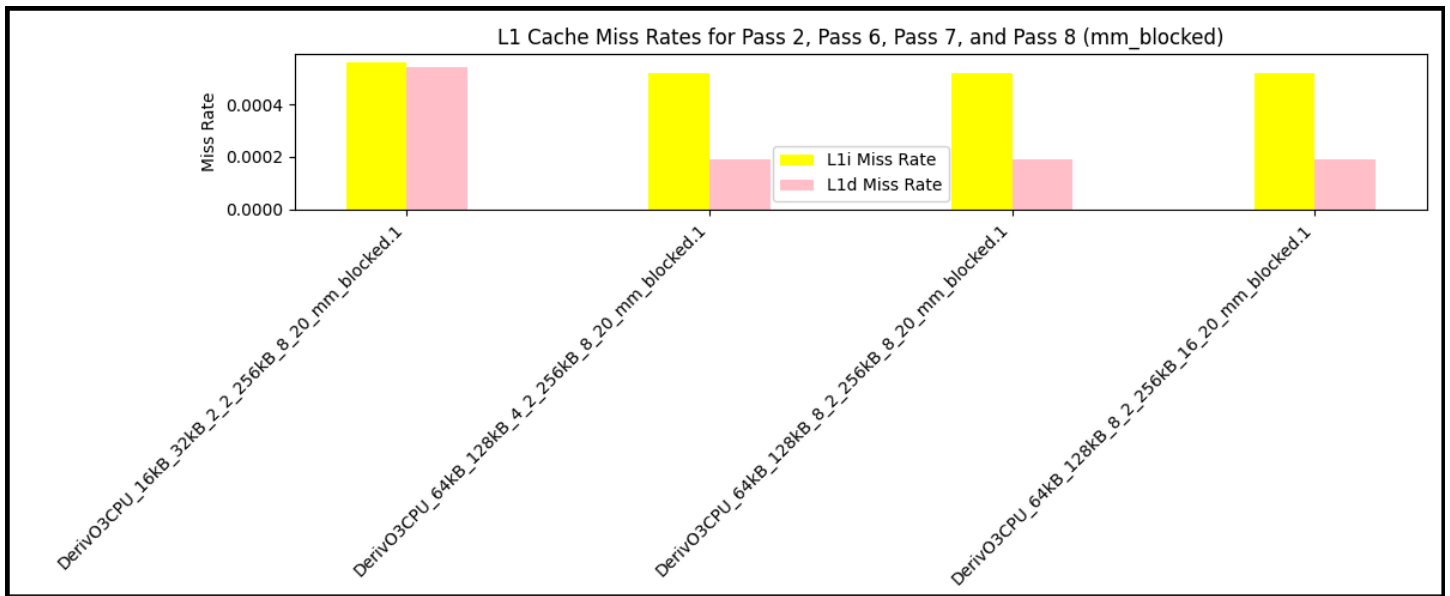 L1 Cache Miss Rates for Pass 2, Pass 6, Pass 7, and Pass 8 (mm_blocked)
Miss Rate
0.0004
0.0002
0.0000
L1i Miss Rate
L1d Miss Rate
DerivO3CPU_16kB_32kB_2_2_256kB_8_20_mm_blocked.1
DerivO3CPU_64kB_128kB_4_2_256kB_8_20_mm_blocked.1
DerivO3CPU_64kB_128kB_8_2_256kB_8_20_mm_blocked.1
DerivO3CPU_64kB_128kB_8_2_256kB_16_20_mm_blocked.1